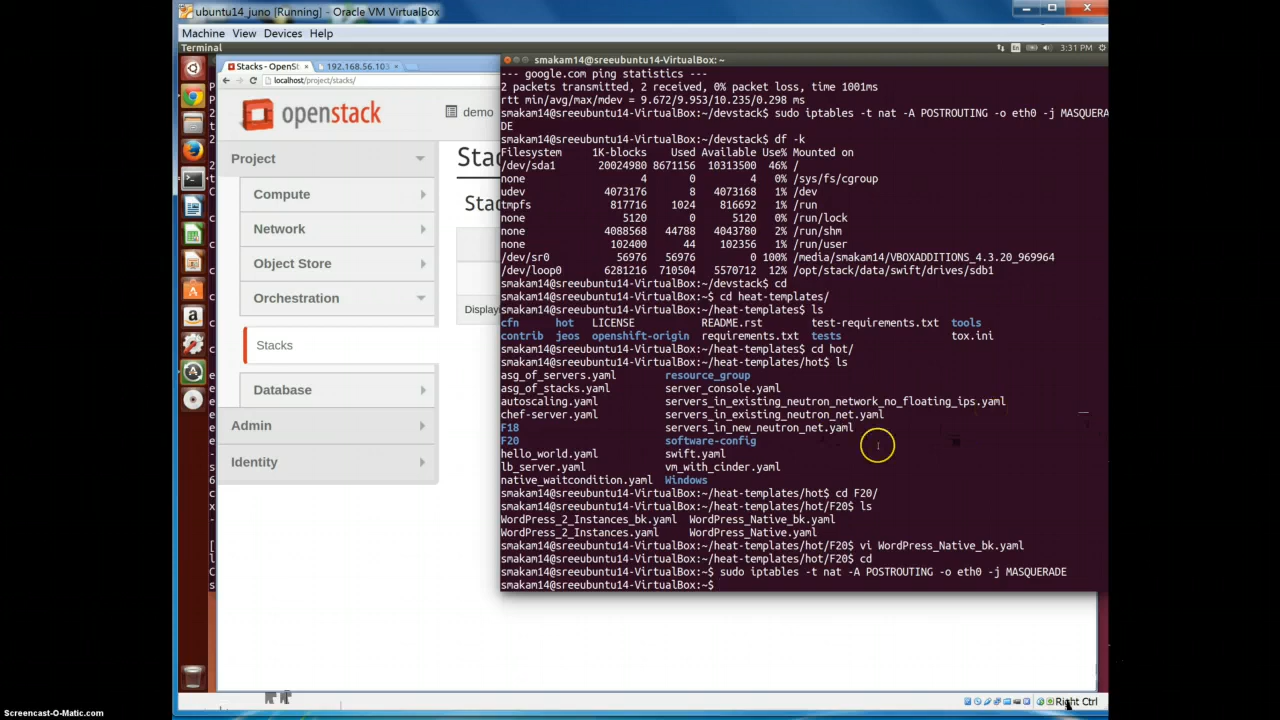 ubuntu14_juno [Running] - Oracle VM VirtualBox
Machine View Devices Help
Terminal
3:31 PM
Stacks - OpenSt
192.168.56.103
localhost/project/stacks/
openstack
demo
Project
Compute
Network
Object Store
Orchestration
Stacks
Database
Admin
Identity
Stac
Stac
Display
smakam14@sreeubuntu14-VirtualBox: ~
--- google.com ping statistics ---
2 packets transmitted, 2 received, 0% packet loss, time 1001ms
rtt min/avg/max/mdev = 9.672/9.953/10.235/0.298 ms
smakam14@sreeubuntu14-VirtualBox:~/devstack$ sudo iptables -t nat -A POSTROUTING -o eth0 -j MASQUERA
DE
smakam14@sreeubuntu14-VirtualBox:~/devstack$ df -k
Filesystem 1K-blocks Used Available Use% Mounted on
/dev/sda1 20024980 8671156 10313500 46% /
none 4 0 4 0% /sys/fs/cgroup
udev 4073176 8 4073168 1% /dev
tmpfs 817716 1024 816692 1% /run
none 5120 0 5120 0% /run/lock
none 4088568 44788 4043780 2% /run/shm
none 102400 44 102356 1% /run/user
/dev/sr0 56976 56976 0 100% /media/smakam14/VBOXADDITIONS_4.3.20_969964
/dev/loop0 6281216 710504 5570712 12% /opt/stack/data/swift/drives/sdb1
smakam14@sreeubuntu14-VirtualBox:~/devstack$ cd
smakam14@sreeubuntu14-VirtualBox:~$ cd heat-templates/
smakam14@sreeubuntu14-VirtualBox:~/heat-templates$ ls
cfn hot LICENSE README.rst test-requirements.txt tools
contrib jeos openshift-origin requirements.txt tests tox.ini
smakam14@sreeubuntu14-VirtualBox:~/heat-templates$ cd hot/
smakam14@sreeubuntu14-VirtualBox:~/heat-templates/hot$ ls
asg_of_servers.yaml resource_group
asg_of_stacks.yaml server_console.yaml
autoscaling.yaml servers_in_existing_neutron_network_no_floating_ips.yaml
chef-server.yaml servers_in_existing_neutron_net.yaml
F18 servers_in_new_neutron_net.yaml
F20 software-config
hello_world.yaml swift.yaml
lb_server.yaml vm_with_cinder.yaml
native_waitcondition.yaml Windows
smakam14@sreeubuntu14-VirtualBox:~/heat-templates/hot$ cd F20/
smakam14@sreeubuntu14-VirtualBox:~/heat-templates/hot/F20$ ls
WordPress_2_Instances_bk.yaml WordPress_Native_bk.yaml
WordPress_2_Instances.yaml WordPress_Native.yaml
smakam14@sreeubuntu14-VirtualBox:~/heat-templates/hot/F20$ vi WordPress_Native_bk.yaml
smakam14@sreeubuntu14-VirtualBox:~/heat-templates/hot/F20$ cd
smakam14@sreeubuntu14-VirtualBox:~$ sudo iptables -t nat -A POSTROUTING -o eth0 -j MASQUERADE
smakam14@sreeubuntu14-VirtualBox:~$
Right Ctrl
Screencast-O-Matic.com